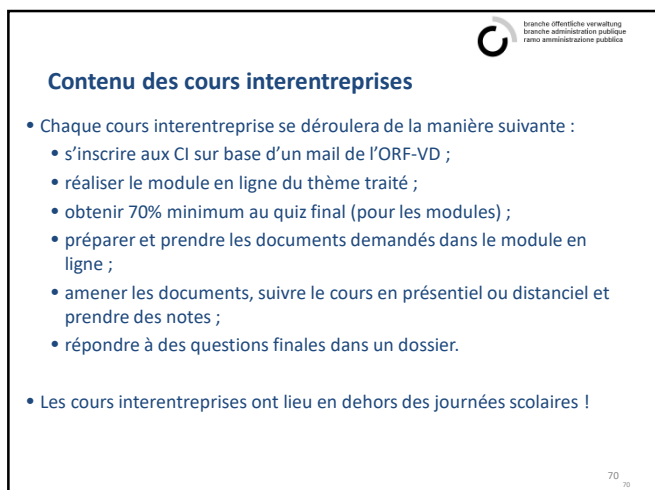 branche öffentliche verwaltung
branche administration publique
ramo amministrazione pubblica
Contenu des cours interentreprises
• Chaque cours interentreprise se déroulera de la manière suivante :
• s’inscrire aux CI sur base d’un mail de l’ORF-VD ;
• réaliser le module en ligne du thème traité ;
• obtenir 70% minimum au quiz final (pour les modules) ;
• préparer et prendre les documents demandés dans le module en
ligne ;
• amener les documents, suivre le cours en présentiel ou distanciel et
prendre des notes ;
• répondre à des questions finales dans un dossier.
• Les cours interentreprises ont lieu en dehors des journées scolaires !
70
70